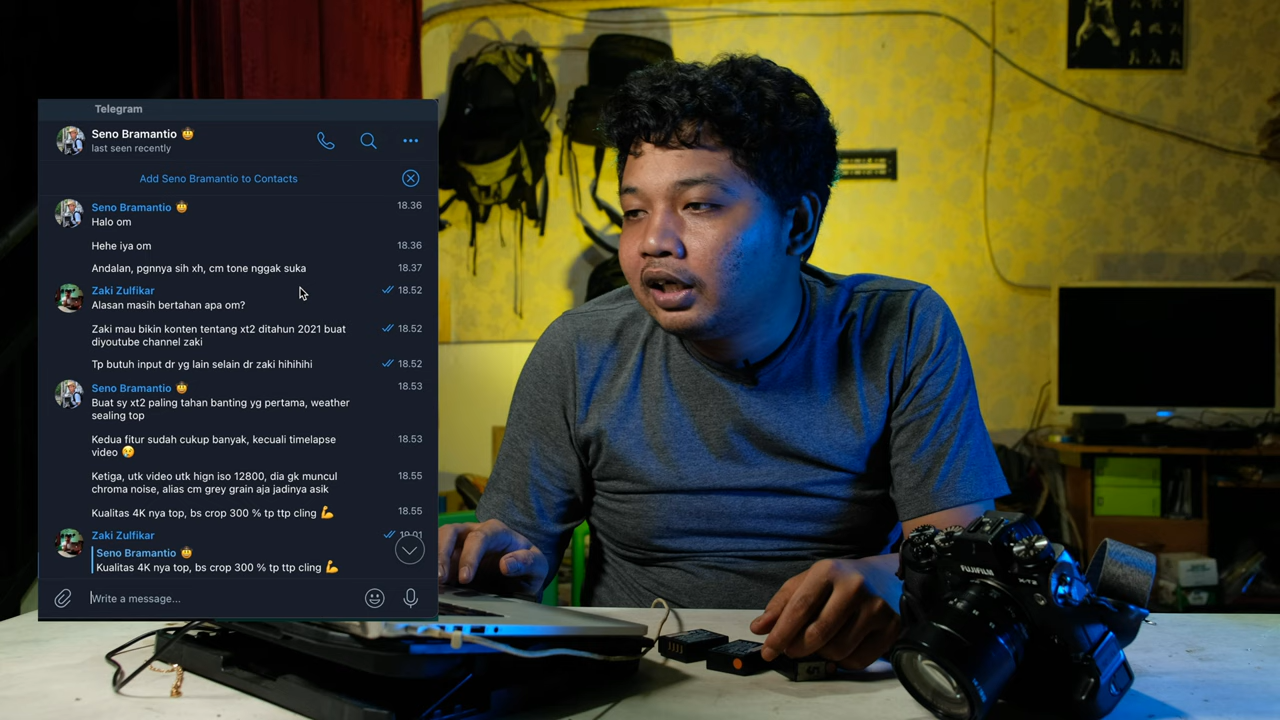 Telegram
Seno Bramantio 🤠
last seen recently
Add Seno Bramantio to Contacts
Seno Bramantio 🤠 18.36
Halo om
Hehe iya om 18.36
Andalan, pgnnya sih xh, cm tone nggak suka 18.37
Zaki Zulfikar 18.52
Alasan masih bertahan apa om?
Zaki mau bikin konten tentang xt2 ditahun 2021 buat 18.52
diyoutube channel zaki
Tp butuh input dr yg lain selain dr zaki hihihihi 18.52
Seno Bramantio 🤠 18.53
Buat sy xt2 paling tahan banting yg pertama, weather
sealing top
Kedua fitur sudah cukup banyak, kecuali timelapse 18.53
video 😢
Ketiga, utk video utk hign iso 12800, dia gk muncul 18.55
chroma noise, alias cm grey grain aja jadinya asik
Kualitas 4K nya top, bs crop 300 % tp ttp cling 💪 18.55
Zaki Zulfikar 19.01
Seno Bramantio 🤠
Kualitas 4K nya top, bs crop 300 % tp ttp cling 💪
Write a message...
FUJIFILM
X-T2